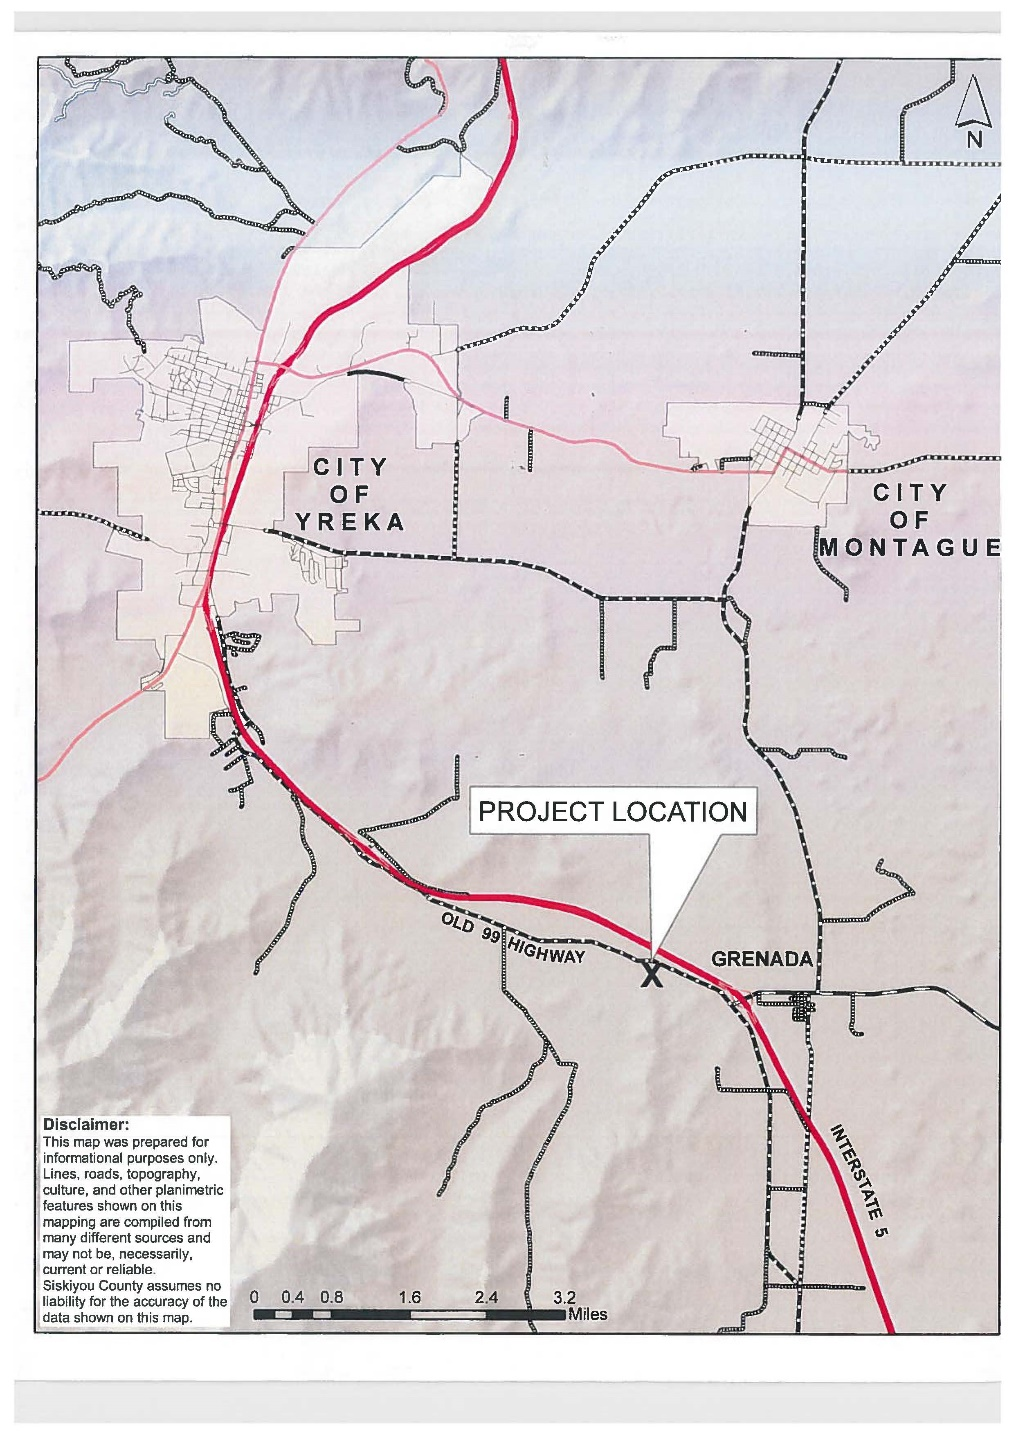 N
CITY
OF
YREKA
CITY
OF
MONTAGUE
PROJECT LOCATION
OLD 99 HIGHWAY
GRENADA
X
INTERSTATE 5
Disclaimer:
This map was prepared for
informational purposes only.
Lines, roads, topography,
culture, and other planimetric
features shown on this
mapping are compiled from
many different sources and
may not be, necessarily,
current or reliable.
Siskiyou County assumes no
liability for the accuracy of the
data shown on this map.
0 0.4 0.8 1.6 2.4 3.2
Miles